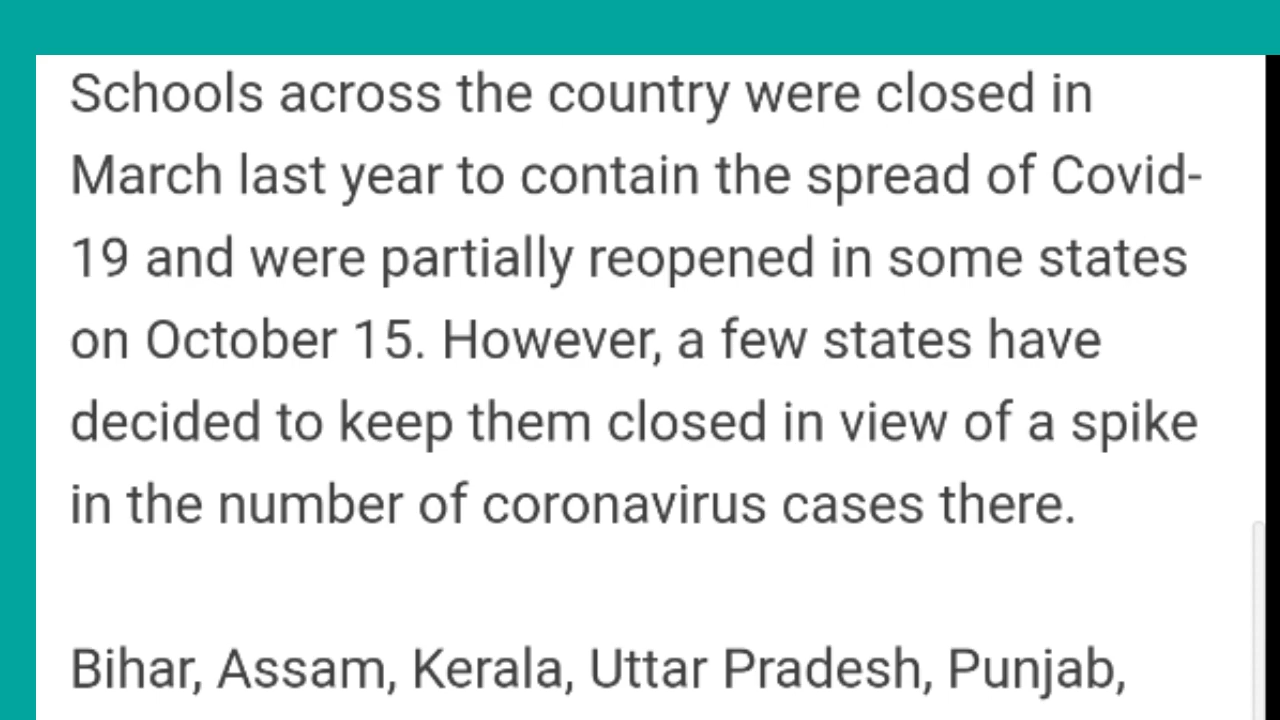 Schools across the country were closed in
March last year to contain the spread of Covid-
19 and were partially reopened in some states
on October 15. However, a few states have
decided to keep them closed in view of a spike
in the number of coronavirus cases there.
Bihar, Assam, Kerala, Uttar Pradesh, Punjab,